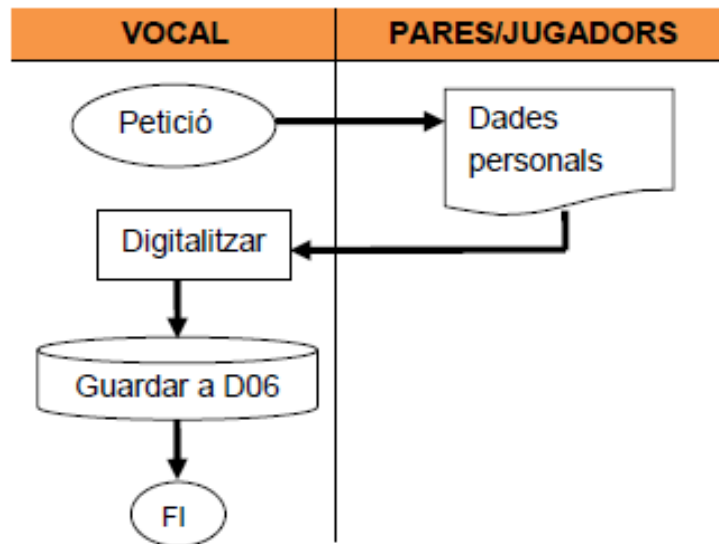 VOCAL
PARES/JUGADORS
Petició
Dades
personals
Digitalitzar
Guardar a D06
FI